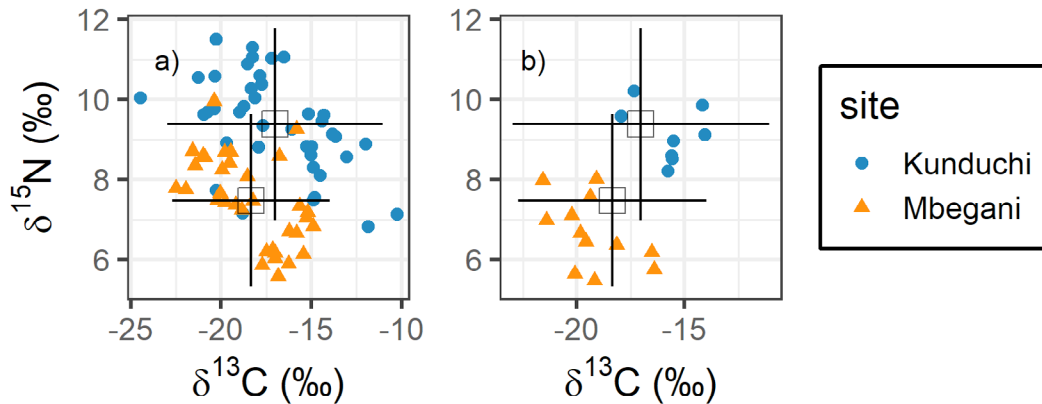 12
10
8
6
δ¹⁵N (‰)
a)
-25
-20
-15
-10
δ¹³C (‰)
12
10
8
6
b)
-20
-15
δ¹³C (‰)
site
Kunduchi
Mbegani